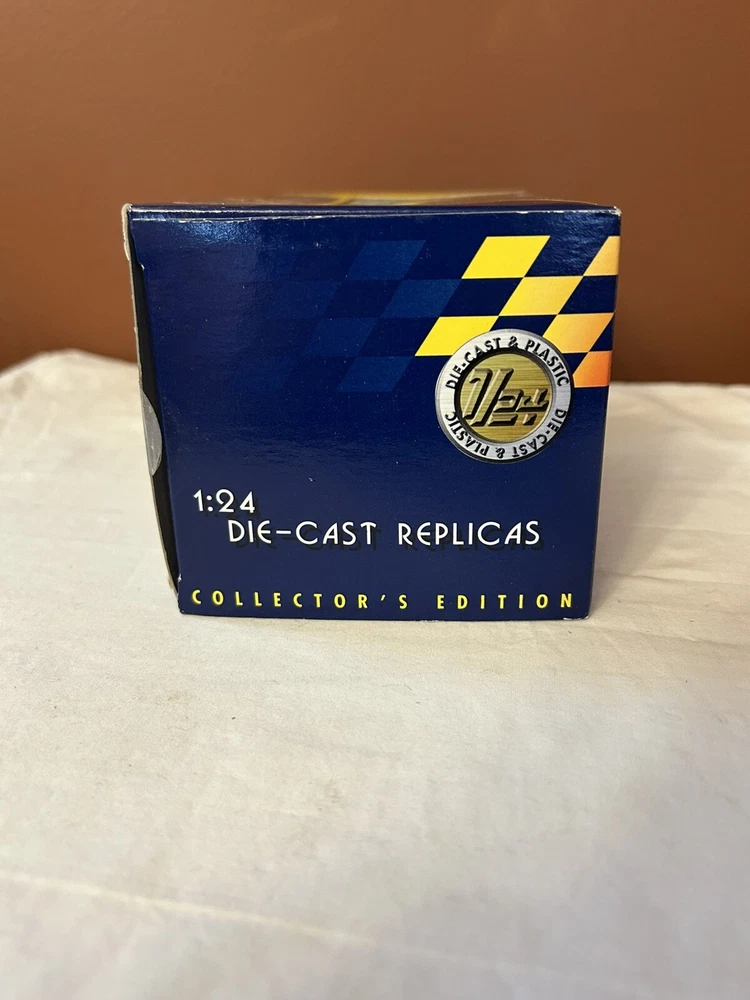 DIE-CAST & PLASTIC
1/24
DIE-CAST & PLASTIC
1:24
DIE-CAST REPLICAS
COLLECTOR'S EDITION